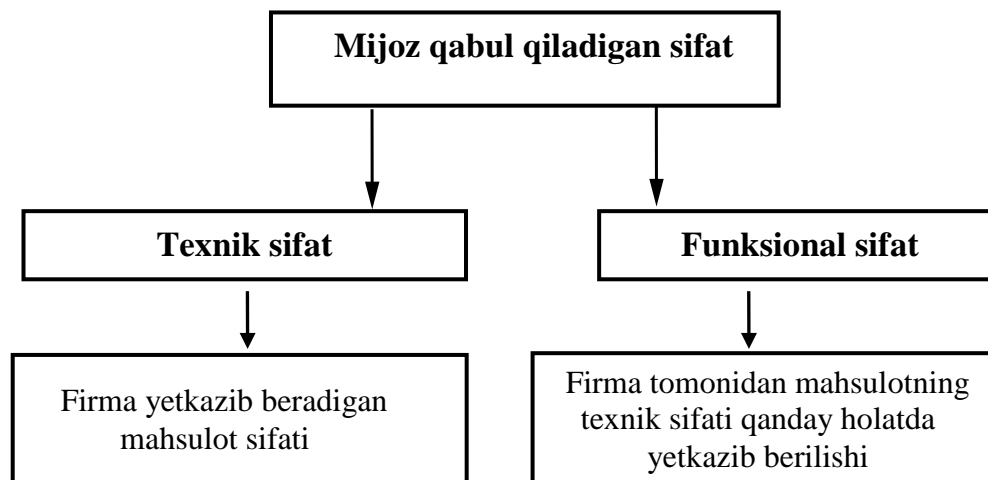 Mijoz qabul qiladigan sifat
Texnik sifat
Funksional sifat
Firma yetkazib beradigan
mahsulot sifati
Firma tomonidan mahsulotning
texnik sifati qanday holatda
yetkazib berilishi